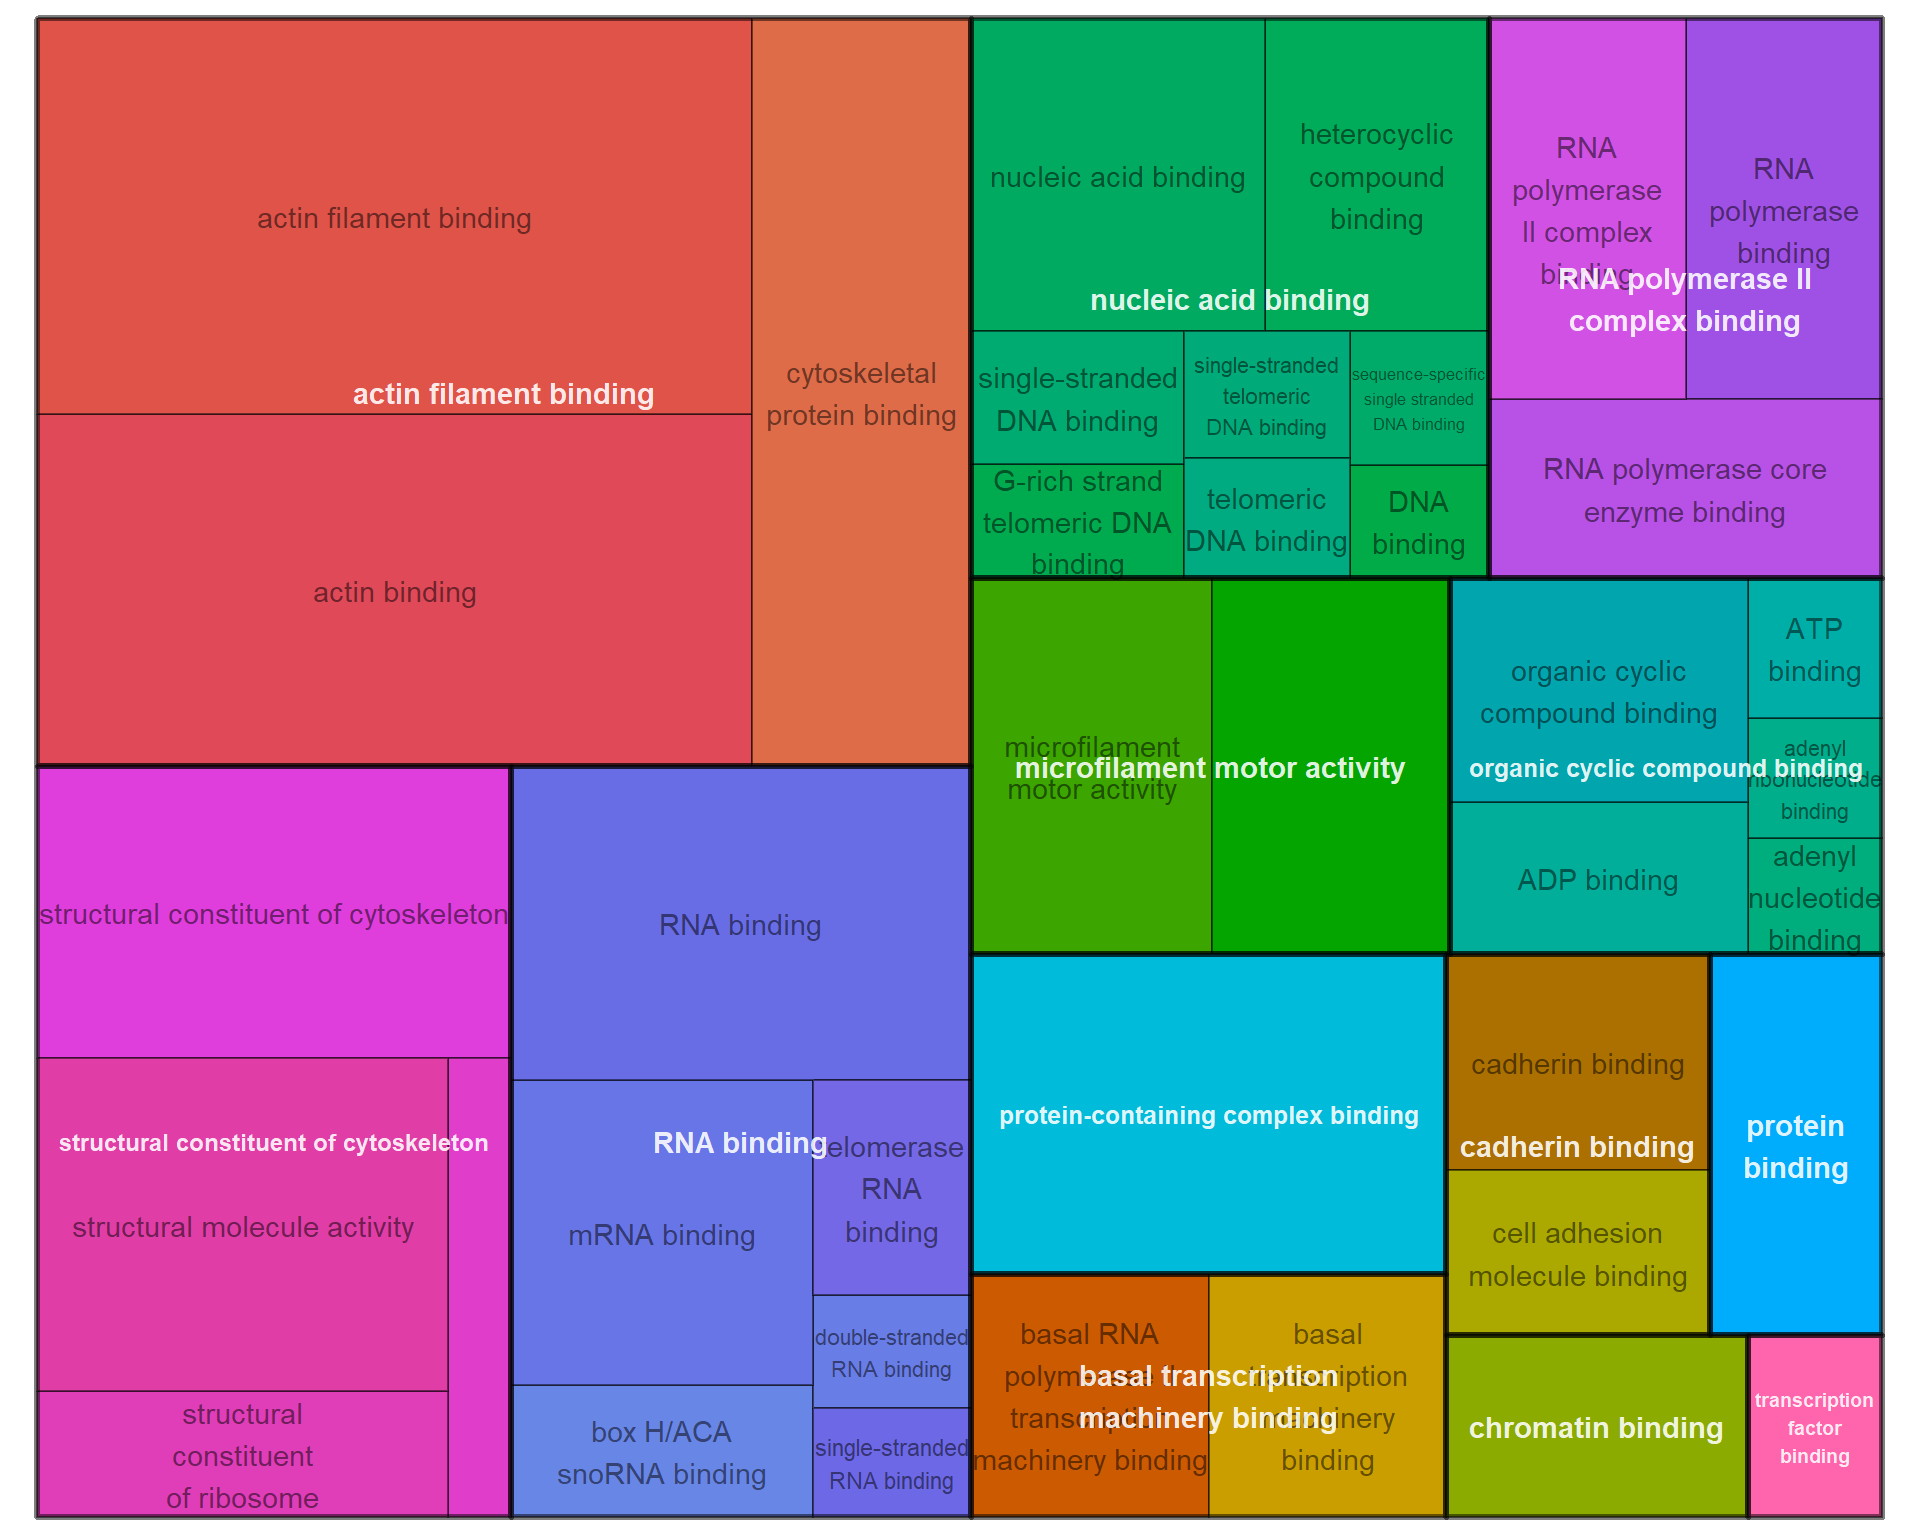 actin filament binding
actin filament binding
actin binding
cytoskeletal
protein binding
nucleic acid binding
heterocyclic
compound
binding
nucleic acid binding
single-stranded
DNA binding
single-stranded
telomeric
DNA binding
sequence-specific
single stranded
DNA binding
G-rich strand
telomeric DNA
binding
telomeric
DNA binding
DNA
binding
RNA
polymerase
II complex
binding
RNA
polymerase
binding
RNA polymerase II
complex binding
RNA polymerase core
enzyme binding
microfilament
motor activity
microfilament motor activity
organic cyclic
compound binding
organic cyclic compound binding
ATP
binding
adenyl
binding
ADP binding
adenyl
nucleotide
binding
structural constituent of cytoskeleton
structural constituent of cytoskeleton
structural molecule activity
structural
constituent
of ribosome
RNA binding
RNA binding
mRNA binding
elomerase
RNA
binding
double-stranded
RNA binding
box H/ACA
snoRNA binding
single-stranded
RNA binding
protein-containing complex binding
cadherin binding
cadherin binding
cell adhesion
molecule binding
protein
binding
basal RNA
machinery binding
basal
binding
basal transcription
machinery binding
chromatin binding
transcription
factor
binding